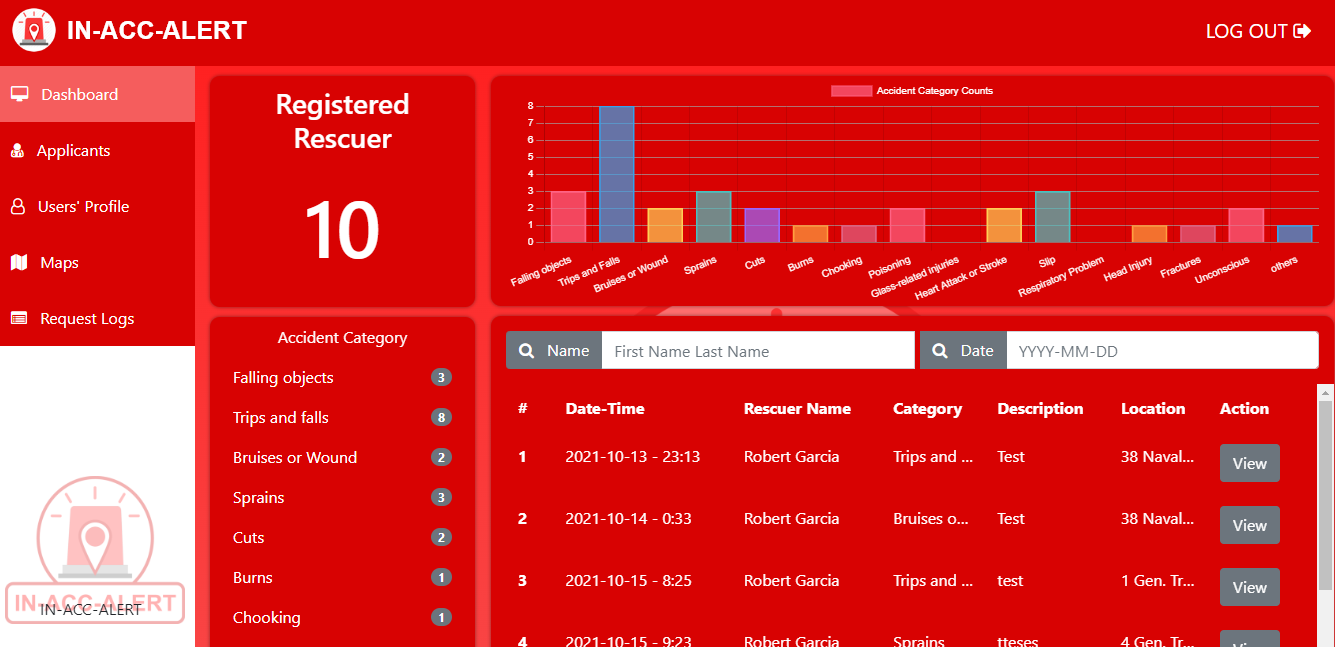 IN-ACC-ALERT
LOG OUT
Dashboard
Applicants
Users' Profile
Maps
Request Logs
IN-ACC-ALERT
IN-ACC-ALERT
Registered
Rescuer
10
Accident Category Counts
8
7
6
5
4
3
2
1
0
Falling objects
Trips and Falls
Bruises or Wound
Sprains
Cuts
Burns
Chooking
Poisoning
Glass-related injuries
Heart Attack or Stroke
Slip
Respiratory Problem
Head Injury
Fractures
Unconscious
others
Accident Category
Falling objects 3
Trips and falls 8
Bruises or Wound 2
Sprains 3
Cuts 2
Burns 1
Chooking 1
Name First Name Last Name Date YYYY-MM-DD
# Date-Time Rescuer Name Category Description Location Action
1 2021-10-13 - 23:13 Robert Garcia Trips and ... Test 38 Naval... View
2 2021-10-14 - 0:33 Robert Garcia Bruises o... Test 38 Naval... View
3 2021-10-15 - 8:25 Robert Garcia Trips and ... test 1 Gen. Tr... View
4 2021-10-15 - 9:23 Robert Garcia Sprains tteses 4 Gen. Tr... View